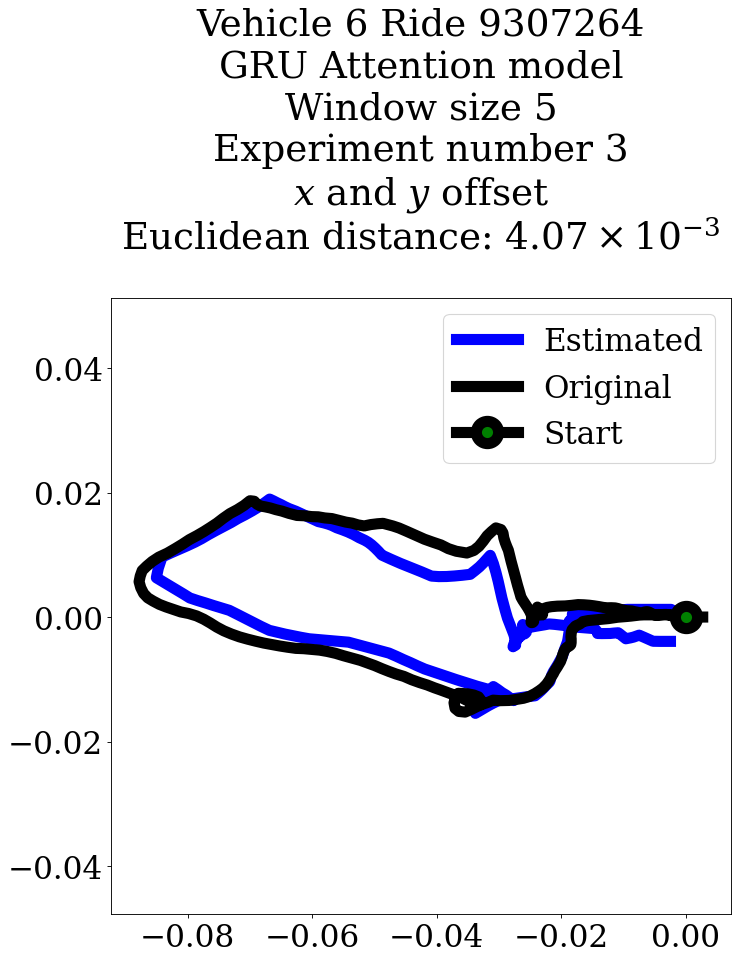 Vehicle 6 Ride 9307264
GRU Attention model
Window size 5
Experiment number 3
x and y offset
Euclidean distance: 4.07 × 10⁻³
Estimated
Original
Start
0.04
0.02
0.00
−0.02
−0.04
−0.08 −0.06 −0.04 −0.02 0.00